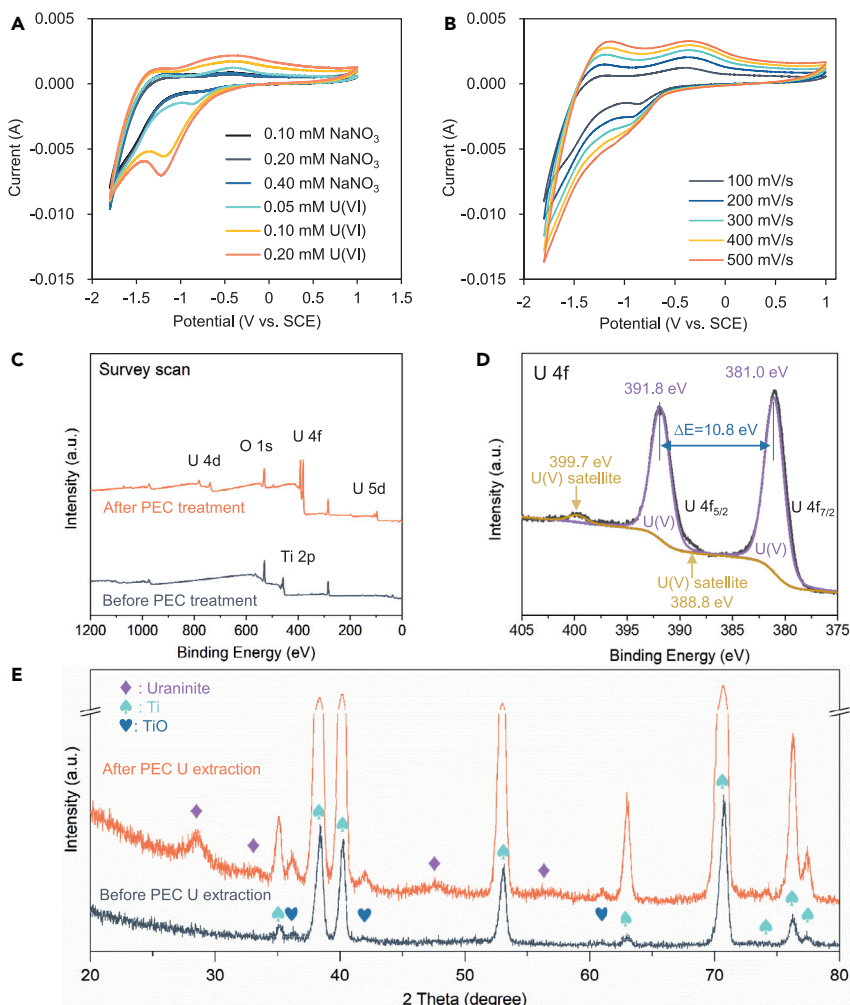 A
0.005
0.000
-0.005
-0.010
-0.015
Current (A)
0.10 mM NaNO₃
0.20 mM NaNO₃
0.40 mM NaNO₃
0.05 mM U(VI)
0.10 mM U(VI)
0.20 mM U(VI)
-2 -1.5 -1 -0.5 0 0.5 1 1.5
Potential (V vs. SCE)
B
0.005
0.000
-0.005
-0.010
-0.015
Current (A)
100 mV/s
200 mV/s
300 mV/s
400 mV/s
500 mV/s
-2 -1.5 -1 -0.5 0 0.5 1
Potential (V vs. SCE)
C
Survey scan
U 4d
O 1s
U 4f
U 5d
After PEC treatment
Ti 2p
Before PEC treatment
Intensity (a.u.)
1200 1000 800 600 400 200 0
Binding Energy (eV)
D
U 4f
391.8 eV
381.0 eV
ΔE=10.8 eV
399.7 eV
U(V) satellite
U 4f5/2
U 4f7/2
U(V)
U(V)
U(V) satellite
388.8 eV
Intensity (a.u.)
405 400 395 390 385 380 375
Binding Energy (eV)
E
: Uraninite
: Ti
: TiO
After PEC U extraction
Before PEC U extraction
Intensity (a.u.)
20 30 40 50 60 70 80
2 Theta (degree)